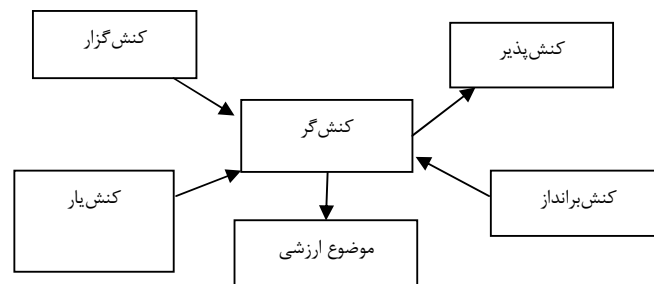 کنش‌گزار
کنش‌پذیر
کنش‌گر
کنش‌یار
کنش‌برانداز
موضوع ارزشی